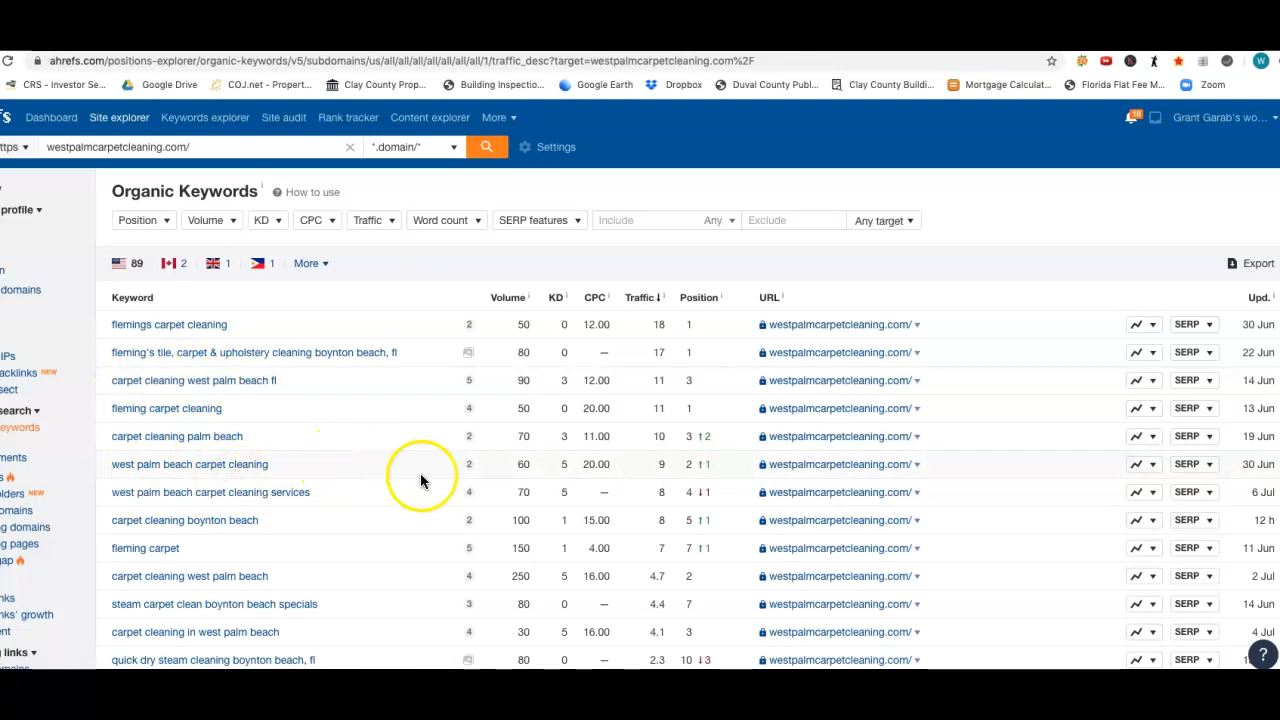 ahrefs.com/positions-explorer/organic-keywords/v5/subdomains/us/all/all/all/all/all/all/all/1/traffic_desc?target=westpalmcarpetcleaning.com%2F W
CRS - Investor Se... Google Drive COJ.net - Propert... Clay County Prop... Building Inspectio... Google Earth Dropbox Duval County Publ... Clay County Buildi... Mortgage Calculat... Florida Flat Fee M... Zoom
fs Dashboard Site explorer Keywords explorer Site audit Rank tracker Content explorer More 18 Grant Garab's wo...
ttps westpalmcarpetcleaning.com/ *.domain/* Settings
Organic Keywords i ? How to use
profile
Position Volume KD CPC Traffic Word count SERP features Include Any Exclude Any target
89 2 1 1 More Export
domains
Keyword Volume KD CPC Traffic Position URL Upd.
flemings carpet cleaning 2 50 0 12.00 18 1 westpalmcarpetcleaning.com/ SERP 30 Jun
fleming's tile, carpet & upholstery cleaning boynton beach, fl 80 0 — 17 1 westpalmcarpetcleaning.com/ SERP 22 Jun
IPs
acklinks NEW
carpet cleaning west palm beach fl 5 90 3 12.00 11 3 westpalmcarpetcleaning.com/ SERP 14 Jun
sect
fleming carpet cleaning 4 50 0 20.00 11 1 westpalmcarpetcleaning.com/ SERP 13 Jun
search
eywords
carpet cleaning palm beach 2 70 3 11.00 10 3 ↑2 westpalmcarpetcleaning.com/ SERP 19 Jun
ments
west palm beach carpet cleaning 2 60 5 20.00 9 2 ↑1 westpalmcarpetcleaning.com/ SERP 30 Jun
s
olders NEW
west palm beach carpet cleaning services 4 70 5 — 8 4 ↓1 westpalmcarpetcleaning.com/ SERP 6 Jul
omains
carpet cleaning boynton beach 2 100 1 15.00 8 5 ↑1 westpalmcarpetcleaning.com/ SERP 12 h
ng domains
ng pages
fleming carpet 5 150 1 4.00 7 7 ↑1 westpalmcarpetcleaning.com/ SERP 11 Jun
gap
carpet cleaning west palm beach 4 250 5 16.00 4.7 2 westpalmcarpetcleaning.com/ SERP 2 Jul
nks
steam carpet clean boynton beach specials 3 80 0 — 4.4 7 westpalmcarpetcleaning.com/ SERP 14 Jun
nks' growth
carpet cleaning in west palm beach 4 30 5 16.00 4.1 3 westpalmcarpetcleaning.com/ SERP 4 Jul
ent
ng links
quick dry steam cleaning boynton beach, fl 80 0 — 2.3 10 ↓3 westpalmcarpetcleaning.com/ SERP
?